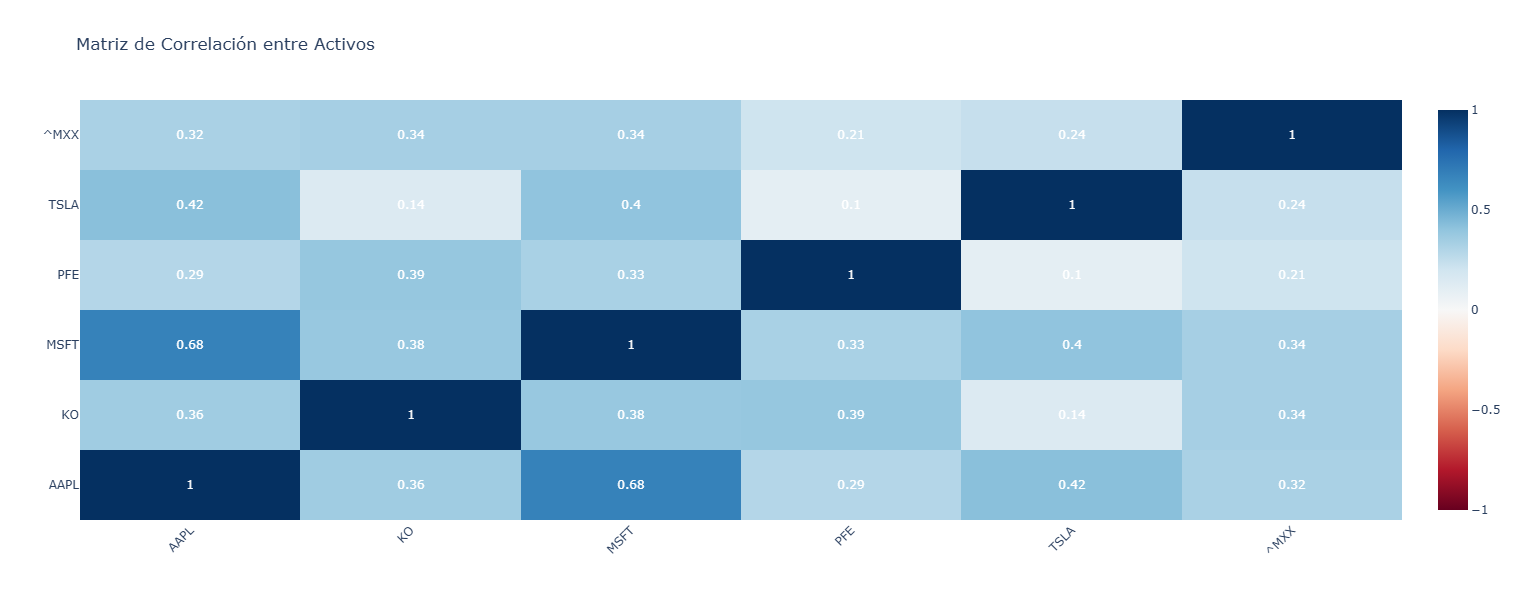 Matriz de Correlación entre Activos
^MXX 0.32 0.34 0.34 0.21 0.24 1
TSLA 0.42 0.14 0.4 0.1 1 0.24
PFE 0.29 0.39 0.33 1 0.1 0.21
MSFT 0.68 0.38 1 0.33 0.4 0.34
KO 0.36 1 0.38 0.39 0.14 0.34
AAPL 1 0.36 0.68 0.29 0.42 0.32
AAPL KO MSFT PFE TSLA ^MXX
1
0.5
0
−0.5
−1